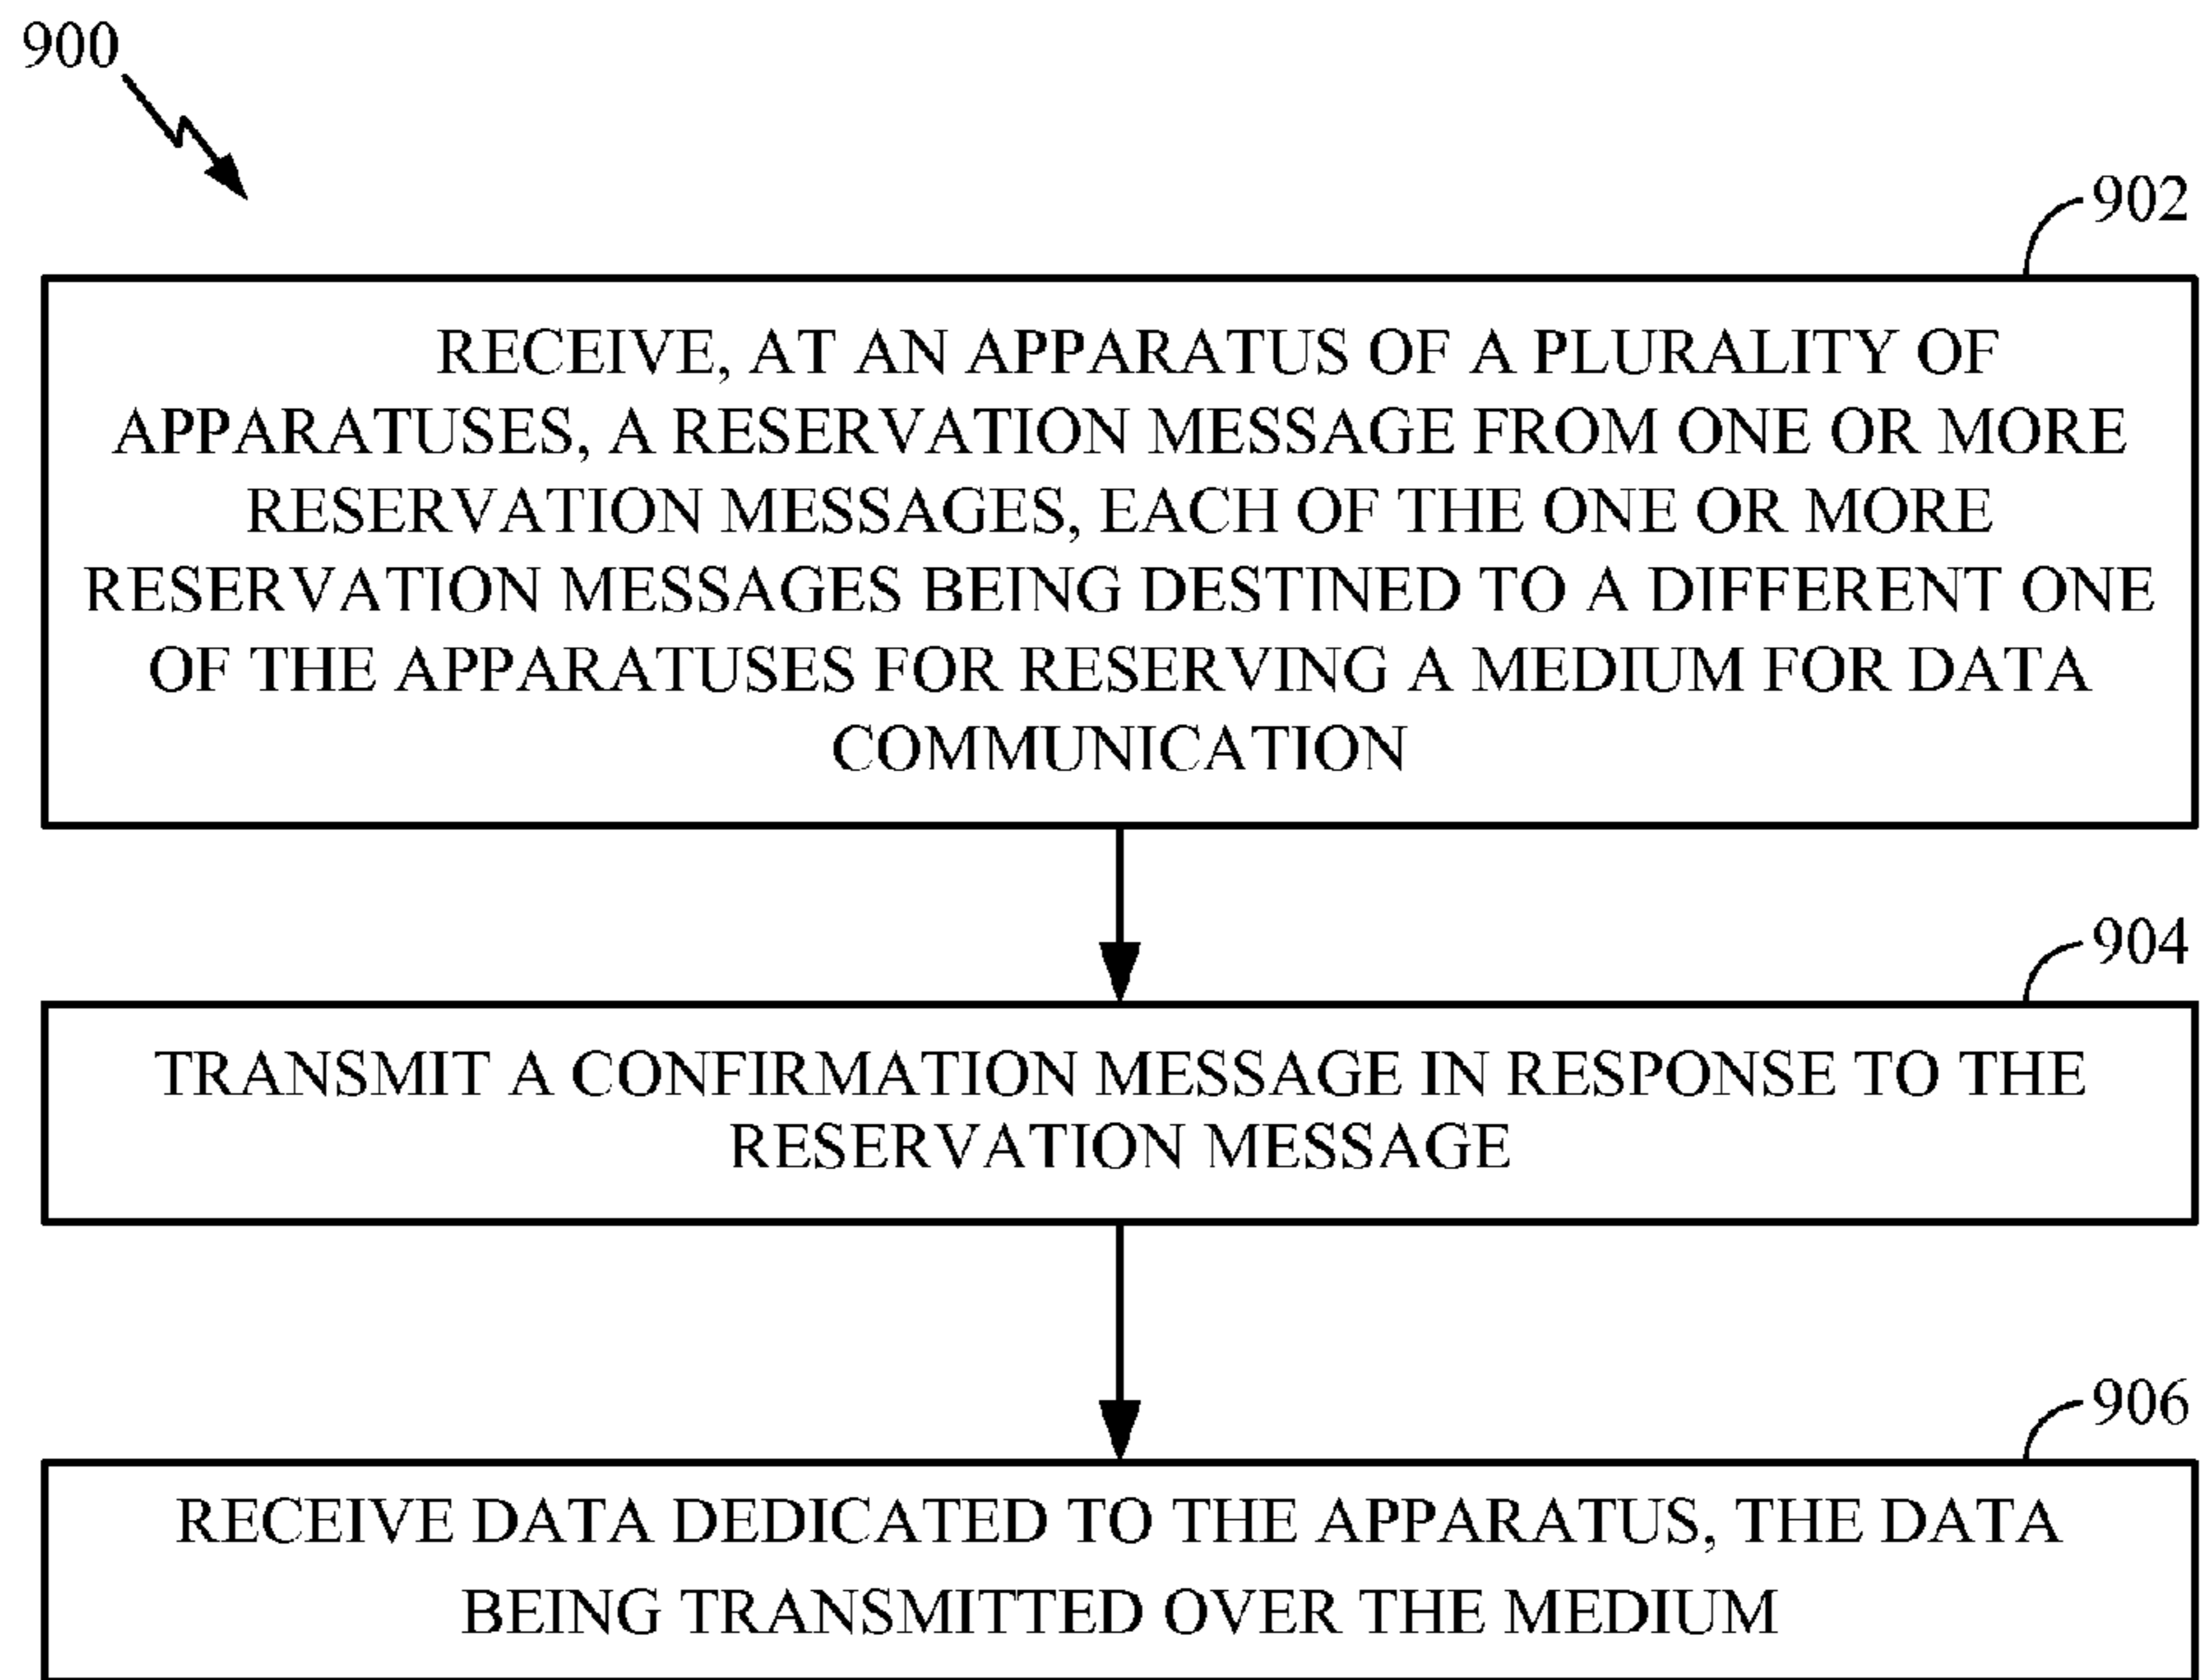 900
902
RECEIVE, AT AN APPARATUS OF A PLURALITY OF
APPARATUSES, A RESERVATION MESSAGE FROM ONE OR MORE
RESERVATION MESSAGES, EACH OF THE ONE OR MORE
RESERVATION MESSAGES BEING DESTINED TO A DIFFERENT ONE
OF THE APPARATUSES FOR RESERVING A MEDIUM FOR DATA
COMMUNICATION
904
TRANSMIT A CONFIRMATION MESSAGE IN RESPONSE TO THE
RESERVATION MESSAGE
906
RECEIVE DATA DEDICATED TO THE APPARATUS, THE DATA
BEING TRANSMITTED OVER THE MEDIUM